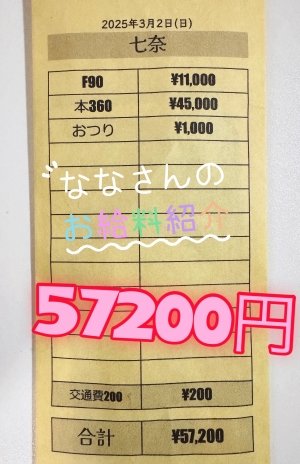 2025年3月2日(日)
七奈
F90 ¥11,000
本360 ¥45,000
おつり ¥1,000
ななさんの
お給料紹介
57200円
交通費200 ¥200
合計 ¥57,200